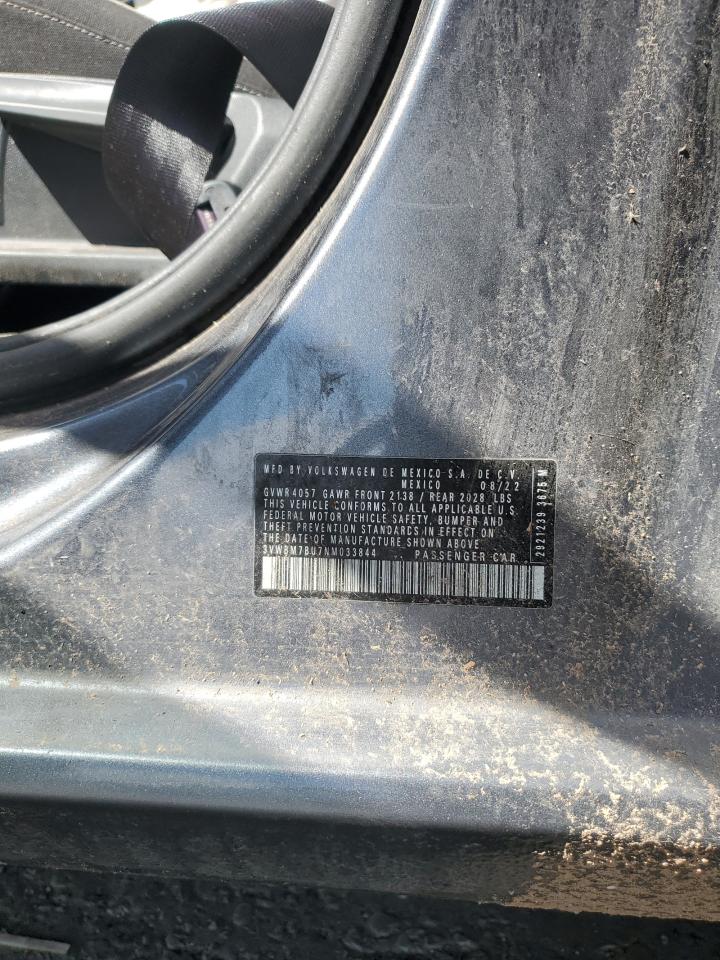 MFD BY VOLKSWAGEN DE MEXICO S.A. DE C.V
MEXICO 08/22
GVWR 4057 GAWR FRONT 2138 / REAR 2028 LBS
THIS VEHICLE CONFORMS TO ALL APPLICABLE U.S
FEDERAL MOTOR VEHICLE SAFETY, BUMPER AND
THEFT PREVENTION STANDARDS IN EFFECT ON
THE DATE OF MANUFACTURE SHOWN ABOVE
3VWBM7BU7NM033844 PASSENGER CAR
2921239 3675 M